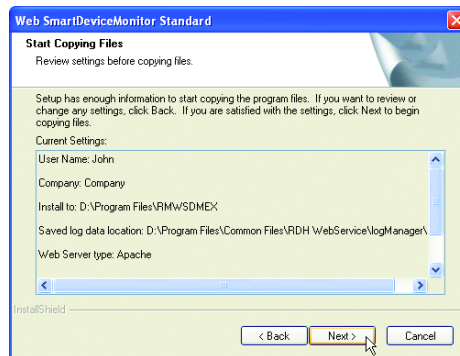 Web SmartDeviceMonitor Standard
Start Copying Files
Review settings before copying files.
Setup has enough information to start copying the program files. If you want to review or
change any settings, click Back. If you are satisfied with the settings, click Next to begin
copying files.
Current Settings:
User Name: John
Company: Company
Install to: D:\Program Files\RMWSDMEX
Saved log data location: D:\Program Files\Common Files\RDH WebService\logManager\
Web Server type: Apache
InstallShield
< Back
Next >
Cancel